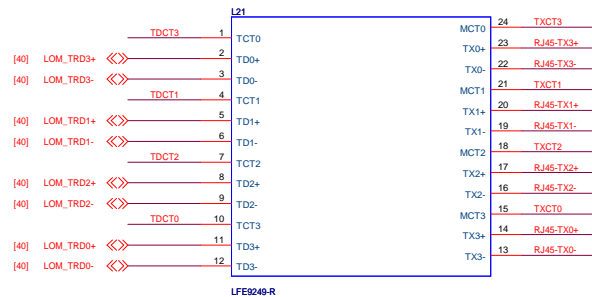 L21
TDCT3 1 TCT0 MCT0 24 TXCT3
[40] LOM_TRD3+ 2 TD0+ TX0+ 23 RJ45-TX3+
[40] LOM_TRD3- 3 TD0- TX0- 22 RJ45-TX3-
TDCT1 4 TCT1 MCT1 21 TXCT1
[40] LOM_TRD1+ 5 TD1+ TX1+ 20 RJ45-TX1+
[40] LOM_TRD1- 6 TD1- TX1- 19 RJ45-TX1-
TDCT2 7 TCT2 MCT2 18 TXCT2
[40] LOM_TRD2+ 8 TD2+ TX2+ 17 RJ45-TX2+
[40] LOM_TRD2- 9 TD2- TX2- 16 RJ45-TX2-
TDCT0 10 TCT3 MCT3 15 TXCT0
[40] LOM_TRD0+ 11 TD3+ TX3+ 14 RJ45-TX0+
[40] LOM_TRD0- 12 TD3- TX3- 13 RJ45-TX0-
LFE9249-R